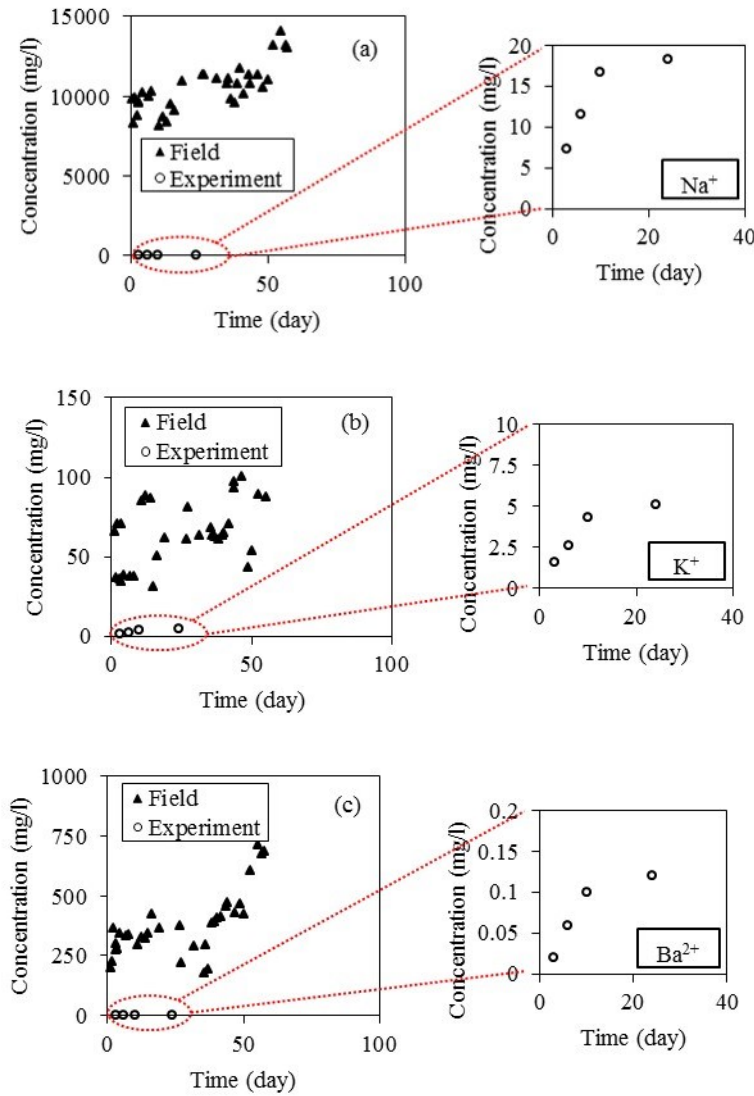 (a)
Concentration (mg/l)
15000
10000
5000
0
Field
Experiment
0 50 100
Time (day)
Concentration (mg/l)
20
15
10
5
0
Na⁺
0 20 40
Time (day)
(b)
Concentration (mg/l)
150
100
50
0
Field
Experiment
0 50 100
Time (day)
Concentration (mg/l)
10
7.5
5
2.5
0
K⁺
0 20 40
Time (day)
(c)
Concentration (mg/l)
1000
750
500
250
0
Field
Experiment
0 50 100
Time (day)
Concentration (mg/l)
0.2
0.15
0.1
0.05
0
Ba²⁺
0 20 40
Time (day)